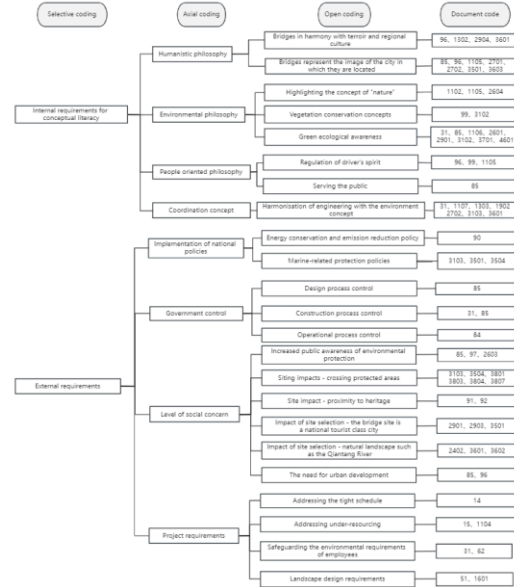 Selective coding
Axial coding
Open coding
Document code
Internal requirements for
conceptual literacy
Humanistic philosophy
Bridges in harmony with terroir and regional
culture
96, 1302, 2904, 3601
Bridges represent the image of the city in
which they are located
85, 96, 1105, 2701,
2702, 3501, 3603
Environmental philosophy
Highlighting the concept of "nature"
1102, 1105, 2604
Vegetation conservation concepts
99, 3102
Green ecological awareness
31, 85, 1106, 2601,
2901, 3102, 3701, 4601
People oriented philosophy
Regulation of driver's spirit
96, 99, 1105
Serving the public
85
Coordination concept
Harmonisation of engineering with the environment
concept
31, 1107, 1303, 1902
2702, 3103, 3601
External requirements
Implementation of national
policies
Energy conservation and emission reduction policy
90
Marine-related protection policies
3103, 3501, 3504
Government control
Design process control
85
Construction process control
31, 85
Operational process control
84
Level of social concern
Increased public awareness of environmental
protection
85, 97, 2603
Siting impacts - crossing protected areas
3103, 3504, 3801
3803, 3804, 3807
Site impact - proximity to heritage
91, 92
Impact of site selection - the bridge site is
a national tourist class city
2901, 2903, 3501
Impact of site selection - natural landscape such
as the Qiantang River
2402, 3601, 3602
The need for urban development
85, 96
Project requirements
Addressing the tight schedule
14
Addressing under-resourcing
15, 1104
Safeguarding the environmental requirements
of employees
31, 62
Landscape design requirements
51, 1601